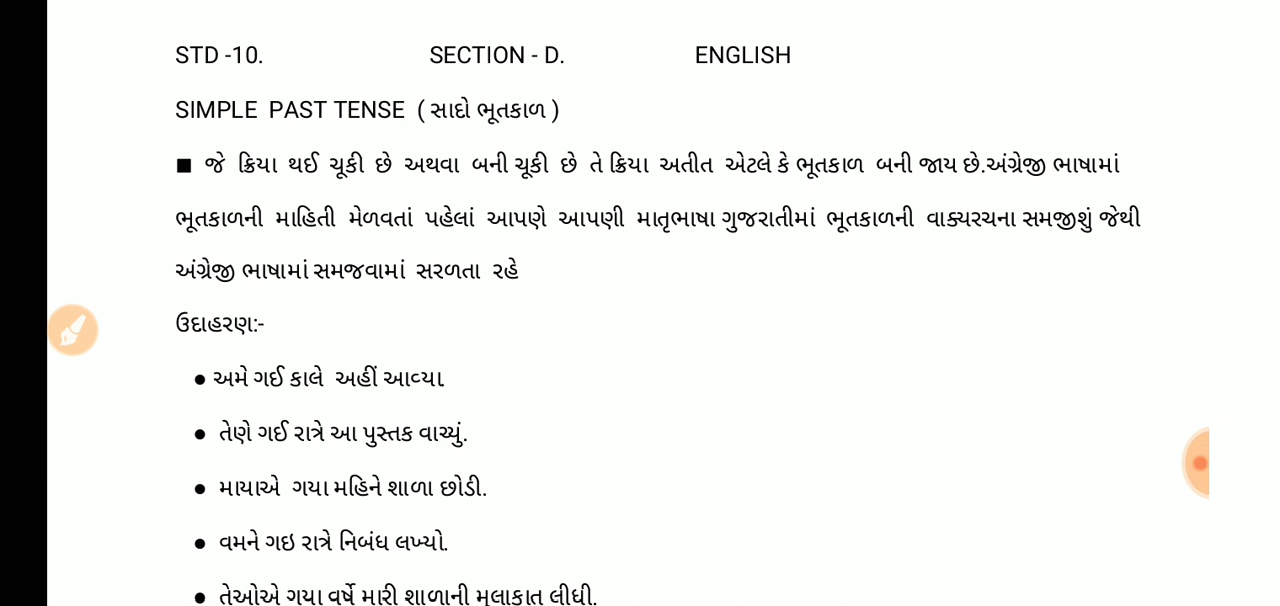 STD -10. SECTION - D. ENGLISH
SIMPLE PAST TENSE ( સાદો ભૂતકાળ )
■ જે ક્રિયા થઈ ચૂકી છે અથવા બની ચૂકી છે તે ક્રિયા અતીત એટલે કે ભૂતકાળ બની જાય છે.અંગ્રેજી ભાષામાં
ભૂતકાળની માહિતી મેળવતાં પહેલાં આપણે આપણી માતૃભાષા ગુજરાતીમાં ભૂતકાળની વાક્યરચના સમજીશું જેથી
અંગ્રેજી ભાષામાં સમજવામાં સરળતા રહે
ઉદાહરણ:-
● અમે ગઈ કાલે અહીં આવ્યા.
● તેણે ગઈ રાત્રે આ પુસ્તક વાચ્યું.
● માયાએ ગયા મહિને શાળા છોડી.
● વમને ગઇ રાત્રે નિબંધ લખ્યો.
● તેઓએ ગયા વર્ષે મારી શાળાની મુલાકાત લીધી.